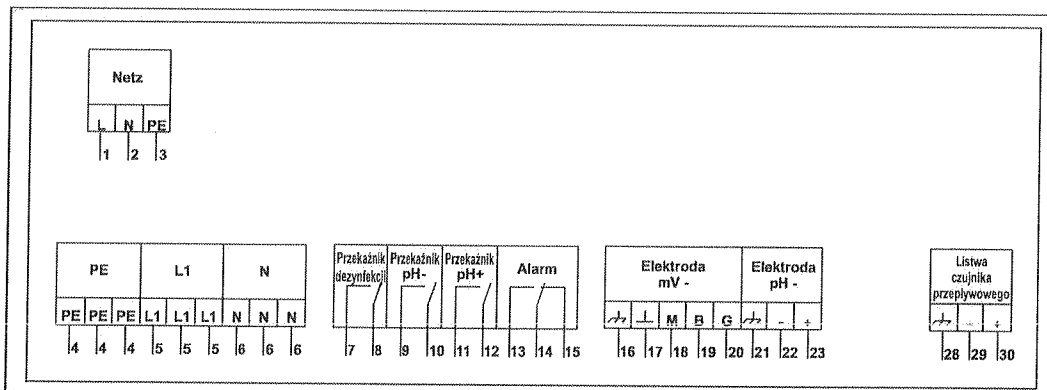 Netz
L N PE
1 2 3
PE L1 N
PE PE PE L1 L1 L1 N N N
4 4 4 5 5 5 6 6 6
Przekaźnik dezynfekcji
Przekaźnik pH-
Przekaźnik pH+
Alarm
7 8 9 10 11 12 13 14 15
Elektroda
mV -
Elektroda
pH -
M B G - +
16 17 18 19 20 21 22 23
Listwa
czujnika
przepływowego
- +
28 29 30